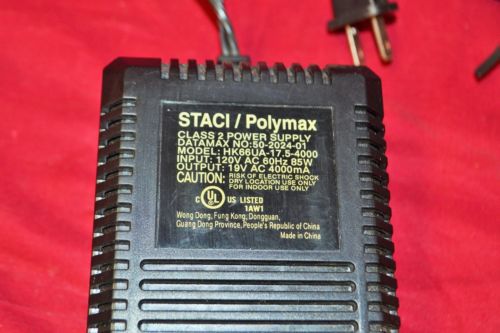 STACI / Polymax
CLASS 2 POWER SUPPLY
DATAMAX NO:50-2024-01
MODEL: HK66UA-17.5-4000
INPUT: 120V AC 60Hz 85W
OUTPUT: 19V AC 4000mA
CAUTION: RISK OF ELECTRIC SHOCK
DRY LOCATION USE ONLY
FOR INDOOR USE ONLY
C UL US LISTED
1AW1
Wong Dong, Fung Kong, Dongguan,
Guang Dong Province, People's Republic of China
Made in China